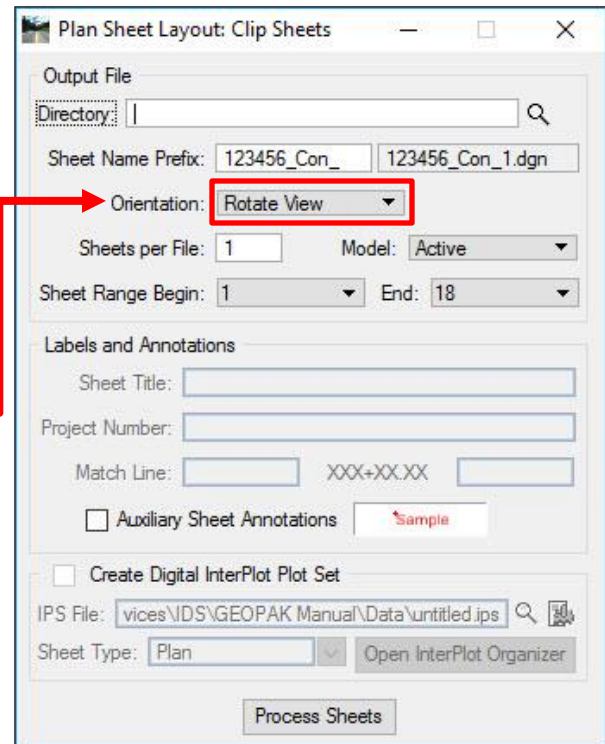 Plan Sheet Layout: Clip Sheets
Output File
Directory:
Sheet Name Prefix: 123456_Con_ 123456_Con_1.dgn
Orientation: Rotate View
Sheets per File: 1 Model: Active
Sheet Range Begin: 1 End: 18
Labels and Annotations
Sheet Title:
Project Number:
Match Line: XXX+XX.XX
Auxiliary Sheet Annotations Sample
Create Digital InterPlot Plot Set
IPS File: vices\IDS\GEOPAK Manual\Data\untitled.ips
Sheet Type: Plan Open InterPlot Organizer
Process Sheets